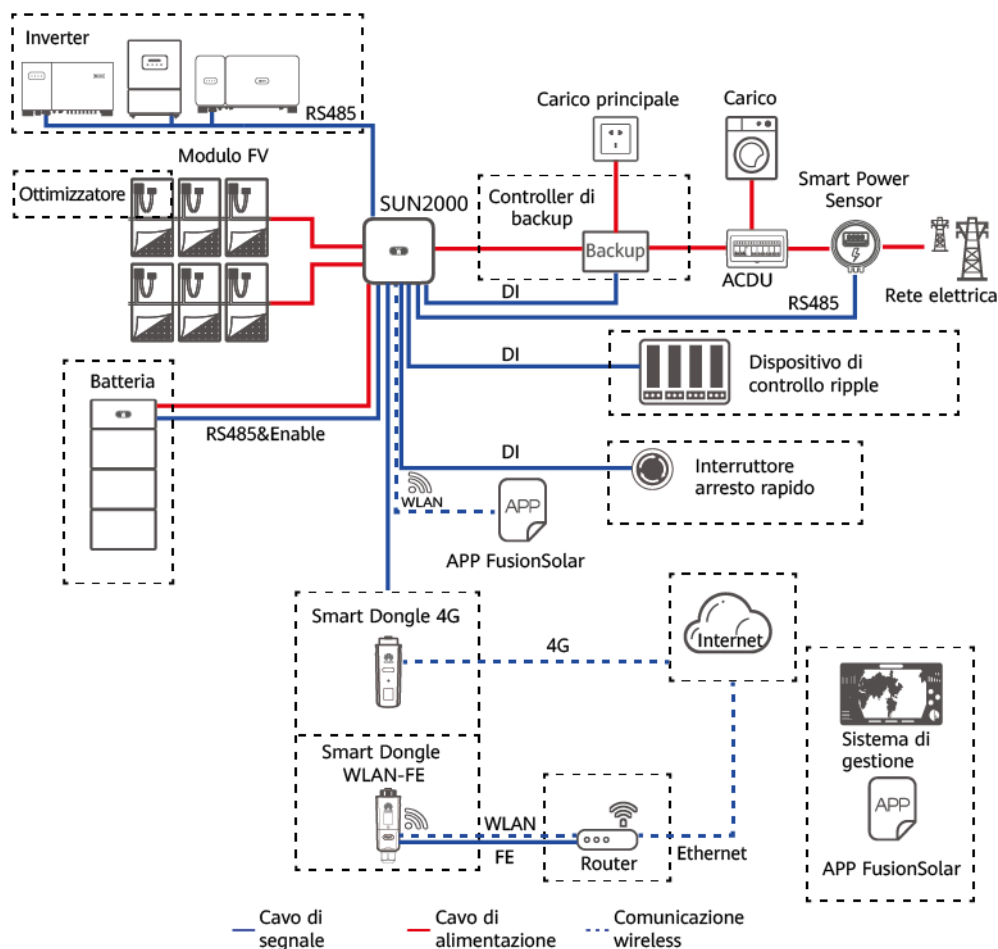 Inverter
RS485
Modulo FV
Ottimizzatore
SUN2000
Controller di
backup
Carico principale
Carico
Smart Power
Sensor
Backup
ACDU
Rete elettrica
DI
RS485
DI
Dispositivo di
controllo ripple
Batteria
RS485&Enable
DI
Interruttore
arresto rapido
WLAN
APP
APP FusionSolar
Smart Dongle 4G
4G
Internet
Smart Dongle
WLAN-FE
WLAN
FE
Router
Ethernet
Sistema di
gestione
APP
APP FusionSolar
Cavo di
segnale
Cavo di
alimentazione
Comunicazione
wireless